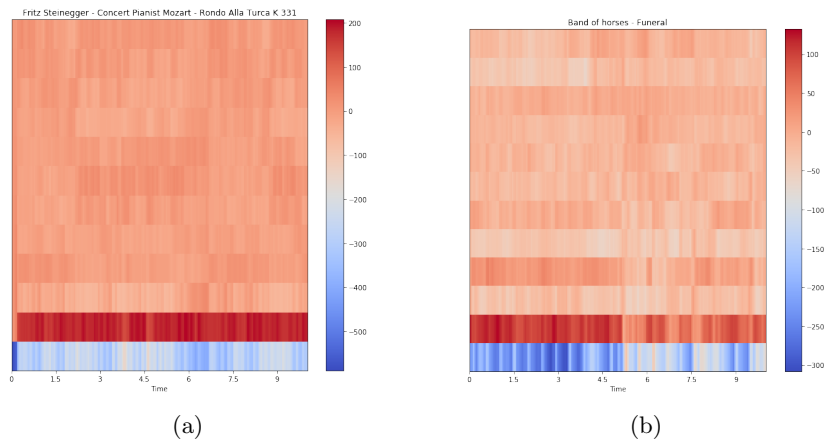 Fritz Steinegger - Concert Pianist Mozart - Rondo Alla Turca K 331
200
100
0
−100
−200
−300
−400
−500
0 1.5 3 4.5 6 7.5 9
Time
(a)
Band of horses - Funeral
100
50
0
−50
−100
−150
−200
−250
−300
0 1.5 3 4.5 6 7.5 9
Time
(b)